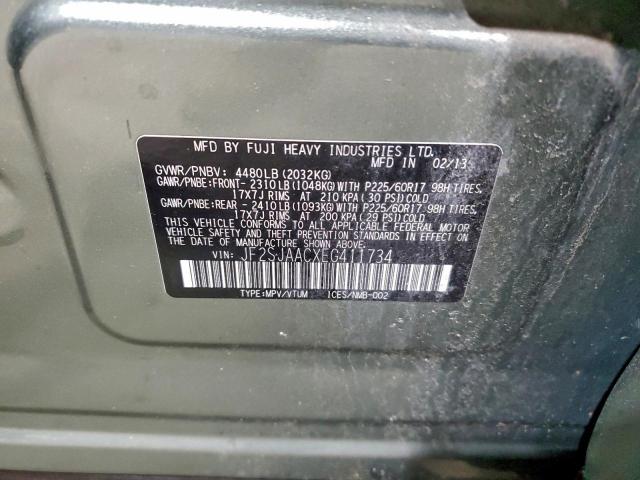 MFD BY FUJI HEAVY INDUSTRIES LTD.
MFD IN 02/13
GVWR/PNBV: 4480LB (2032KG)
GAWR/PNBE:FRONT-2310LB(1048KG)WITH P225/60R17 98H TIRES,
17X7J RIMS AT 210 KPA(30 PSI)COLD
GAWR/PNBE:REAR -2410LB(1093KG)WITH P225/60R17 98H TIRES,
17X7J RIMS AT 200 KPA(29 PSI)COLD
THIS VEHICLE CONFORMS TO ALL APPLICABLE FEDERAL MOTOR
VEHICLE SAFETY AND THEFT PREVENTION STANDARDS IN EFFECT ON
THE DATE OF MANUFACTURE SHOWN ABOVE.
VIN: JF2SJAACXEG411734
TYPE:MPV/VTUM ICES/NMB-002